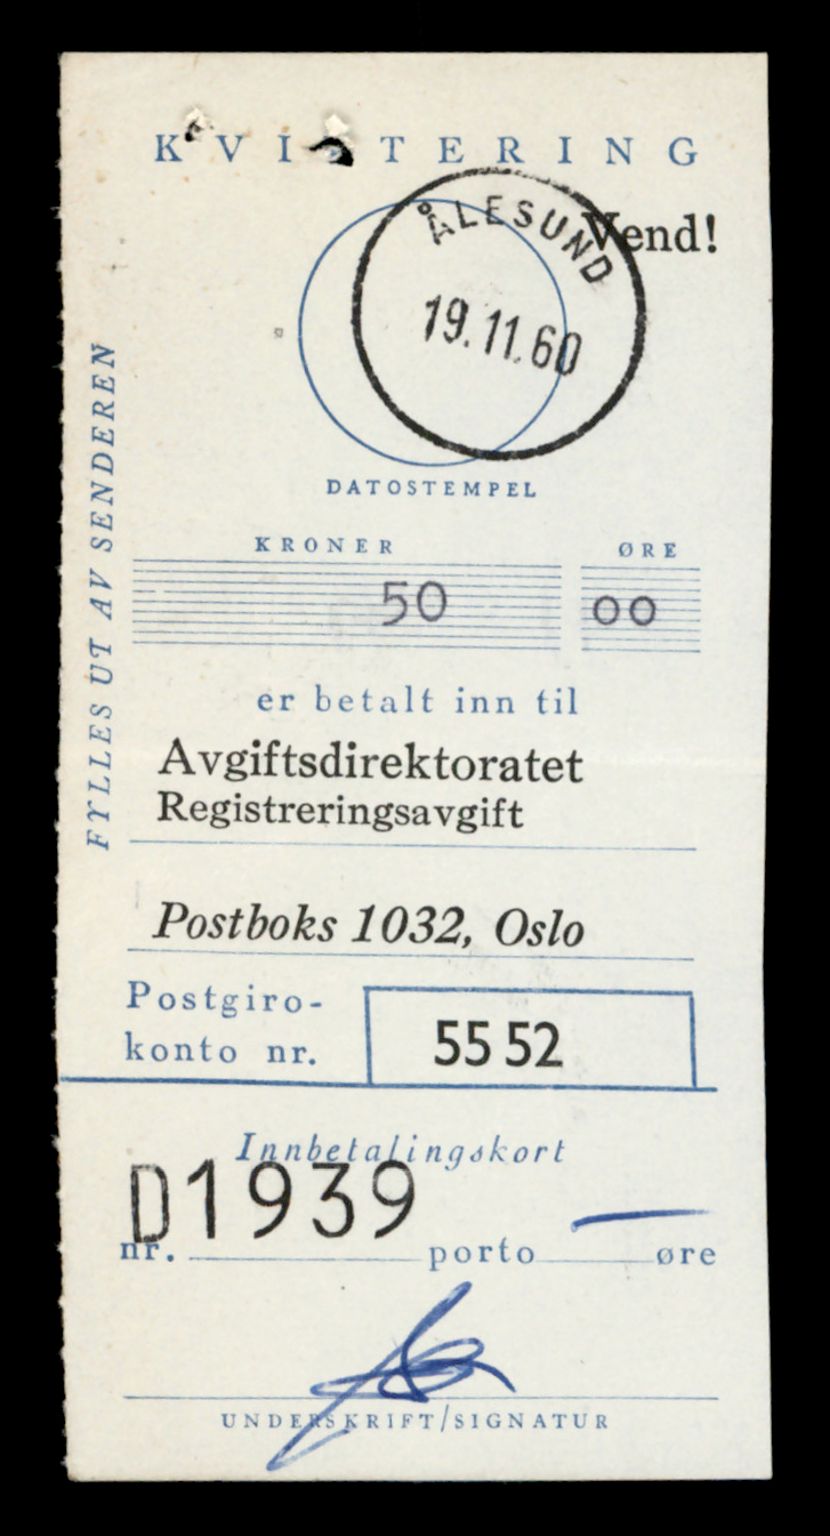 KVITTERING
ÅLESUND
Vend!
19.11.60
DATOSTEMPEL
FYLLES UT AV SENDEREN
KRONER ØRE
50 00
er betalt inn til
Avgiftsdirektoratet
Registreringsavgift
Postboks 1032, Oslo
Postgiro-
konto nr. 5552
Innbetalingskort
D1939
nr. porto øre
UNDERSKRIFT/SIGNATUR